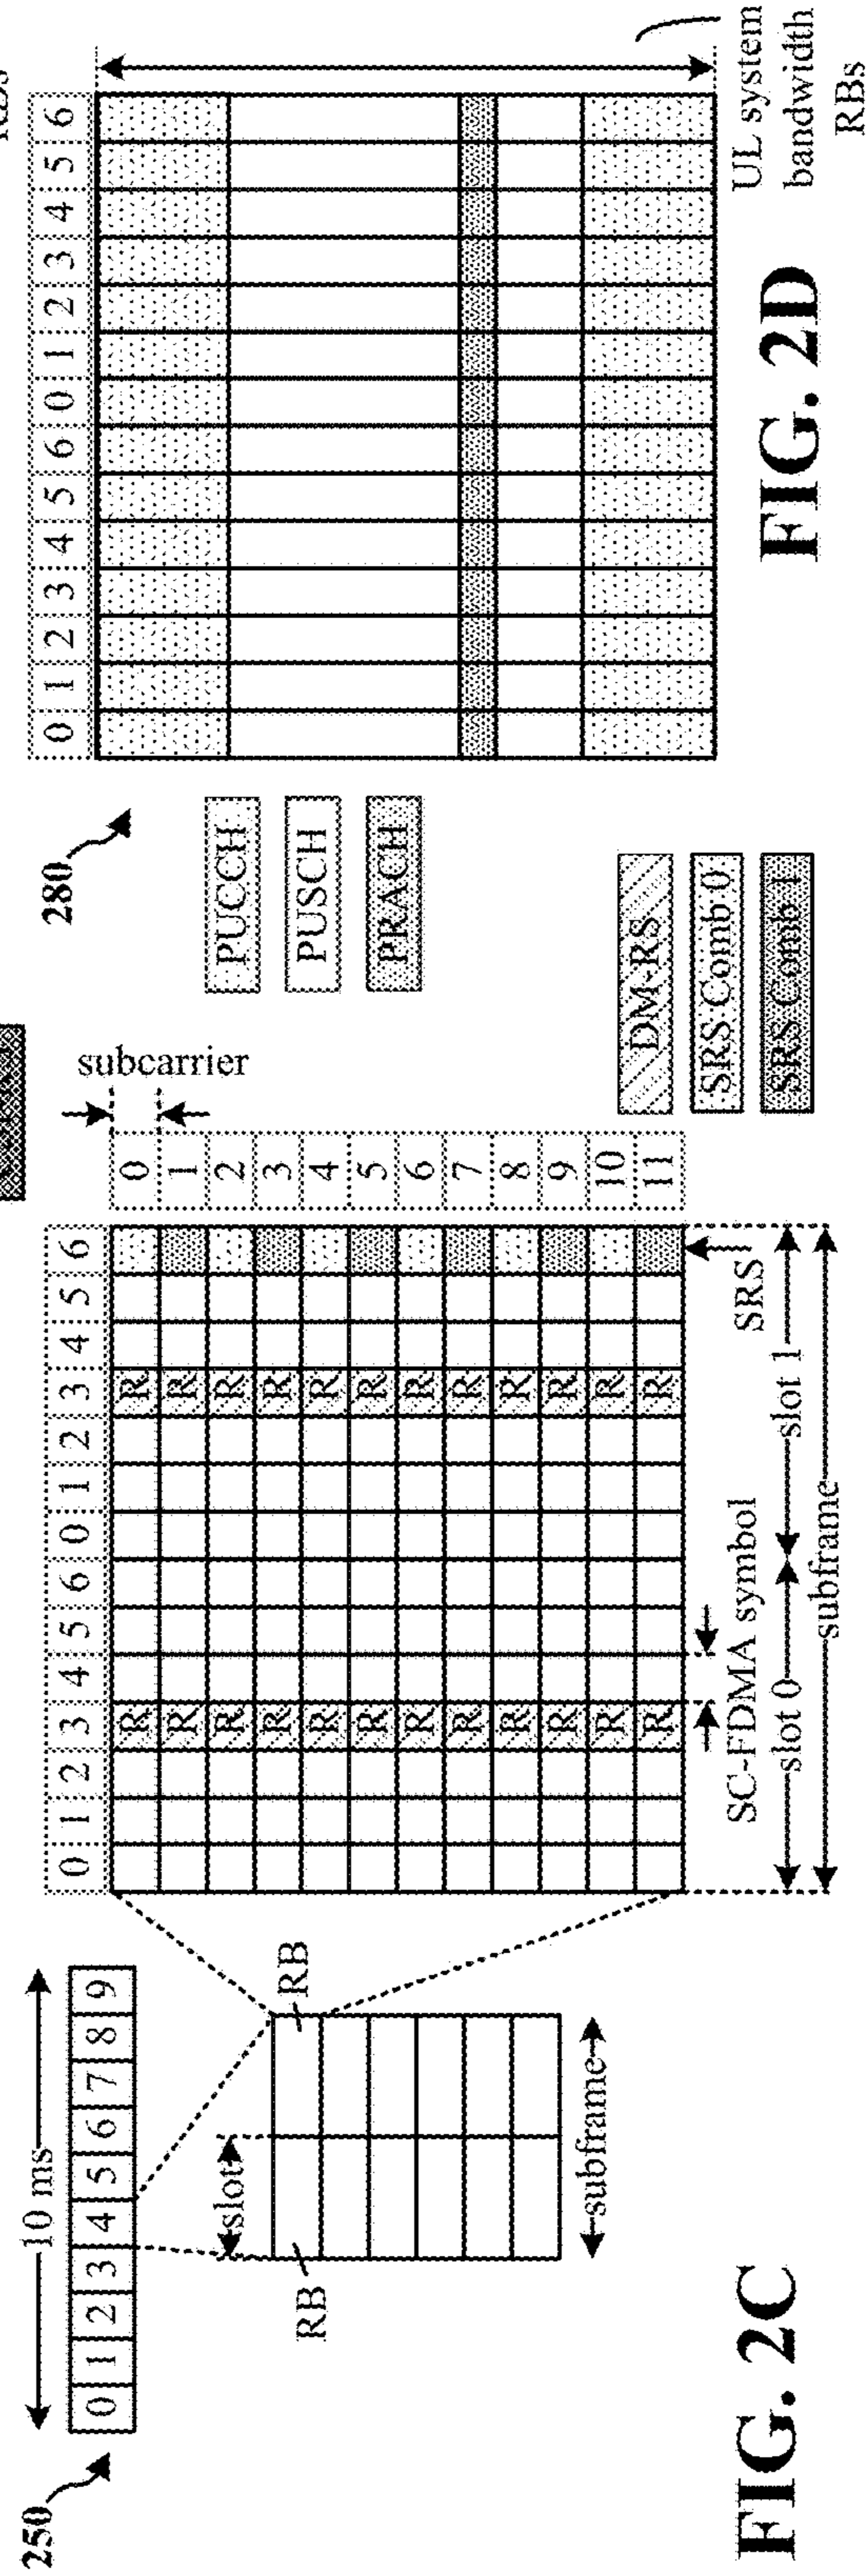 250
10 ms
0 1 2 3 4 5 6 7 8 9
slot
RB
RB
subframe
0 1 2 3 4 5 6 0 1 2 3 4 5 6
subcarrier
R R 0
R R 1
R R 2
R R 3
R R 4
R R 5
R R 6
R R 7
R R 8
R R 9
R R 10
R R 11
SC-FDMA symbol
SRS
slot 0
slot 1
subframe
DM-RS
SRS Comb 0
SRS Comb 1
FIG. 2C
280
PUCCH
PUSCH
PRACH
0 1 2 3 4 5 6 0 1 2 3 4 5 6
UL system
bandwidth
RBs
FIG. 2D